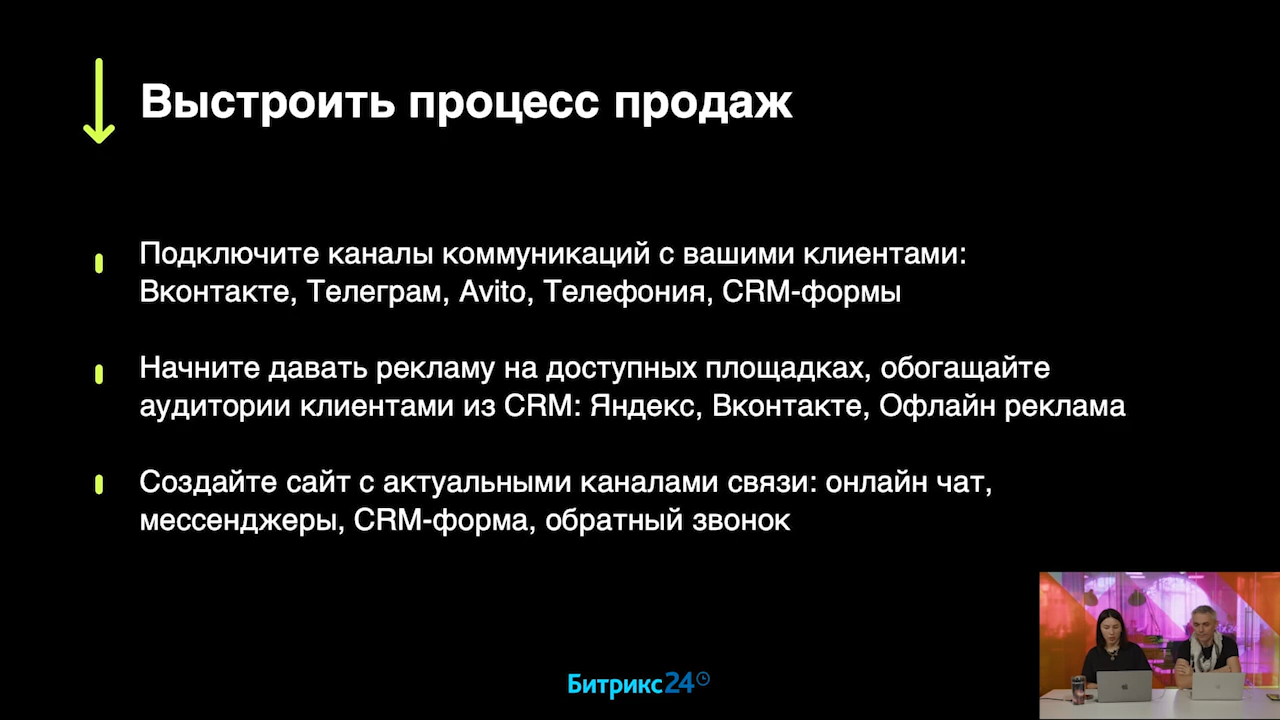 Выстроить процесс продаж
Подключите каналы коммуникаций с вашими клиентами:
Вконтакте, Телеграм, Avito, Телефония, CRM-формы
Начните давать рекламу на доступных площадках, обогащайте
аудитории клиентами из CRM: Яндекс, Вконтакте, Офлайн реклама
Создайте сайт с актуальными каналами связи: онлайн чат,
мессенджеры, CRM-форма, обратный звонок
Битрикс24